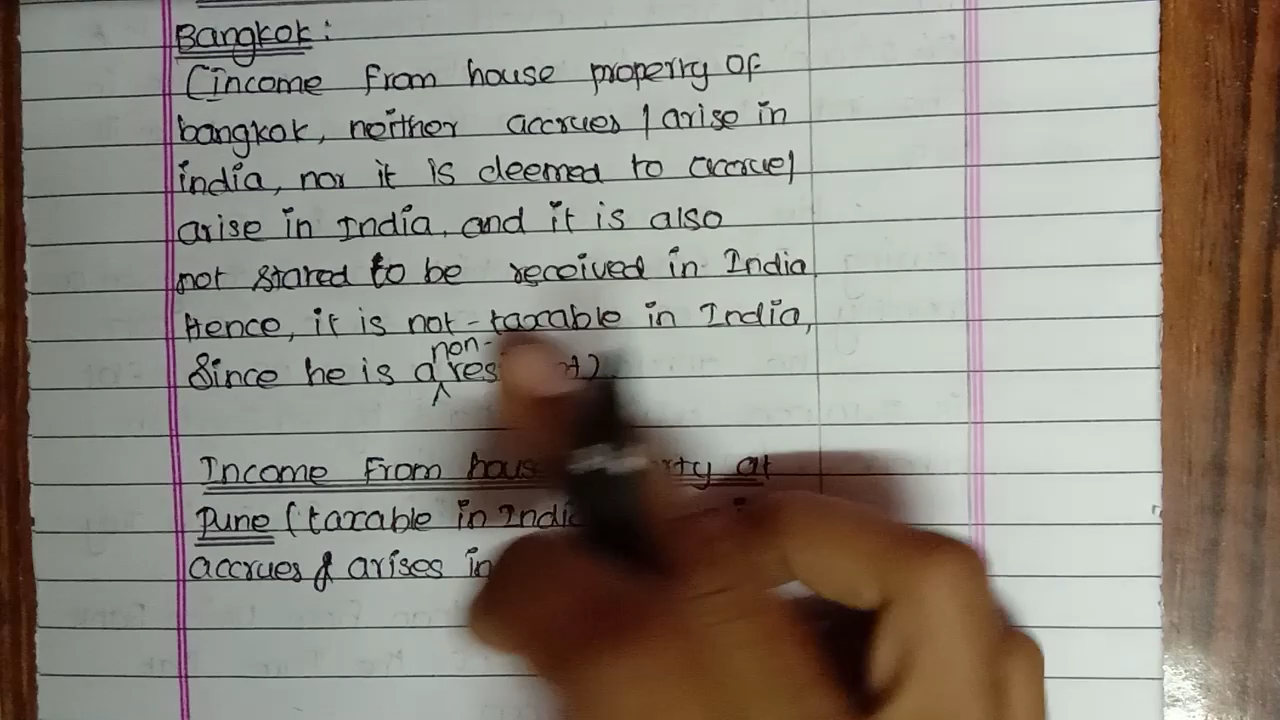 Bangkok:
(income from house property of
bangkok, neither accrues / arise in
india, nor it is deemed to accrue/
arise in India, and it is also
not stared to be received in India
Hence, it is not-taxable in India,
non-
Since he is a
Income From at
Pune (taxable in
accrues & arises in